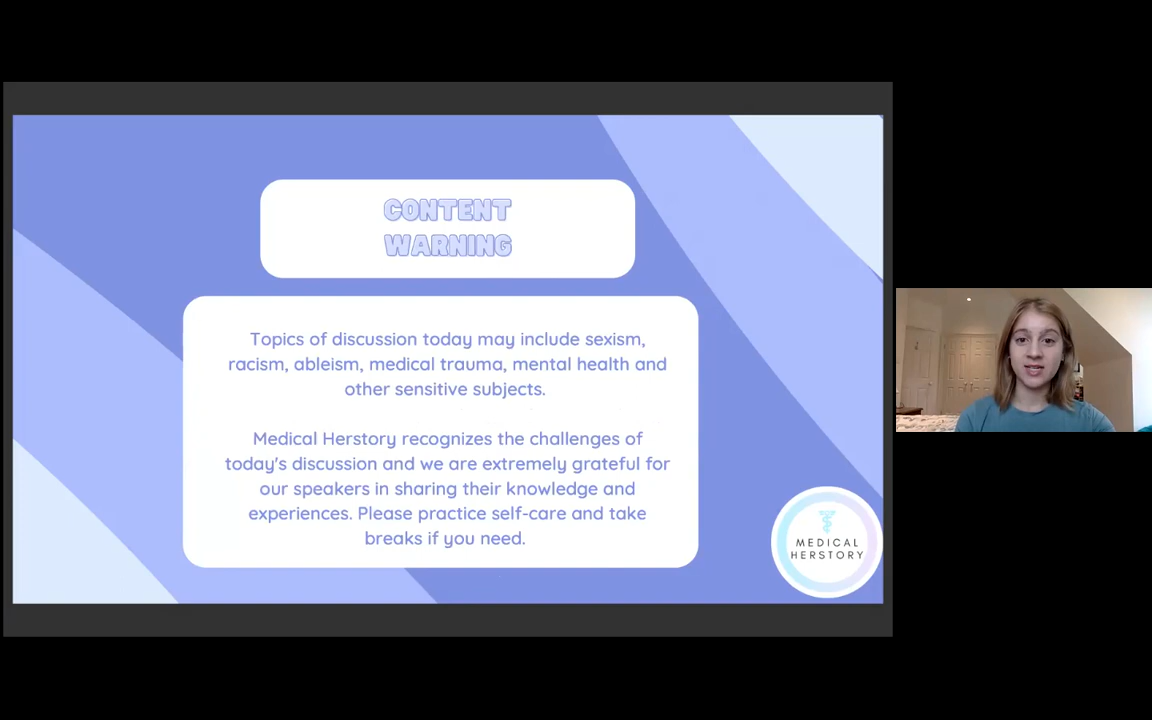 CONTENT
WARNING
Topics of discussion today may include sexism,
racism, ableism, medical trauma, mental health and
other sensitive subjects.
Medical Herstory recognizes the challenges of
today's discussion and we are extremely grateful for
our speakers in sharing their knowledge and
experiences. Please practice self-care and take
breaks if you need.
MEDICAL
HERSTORY